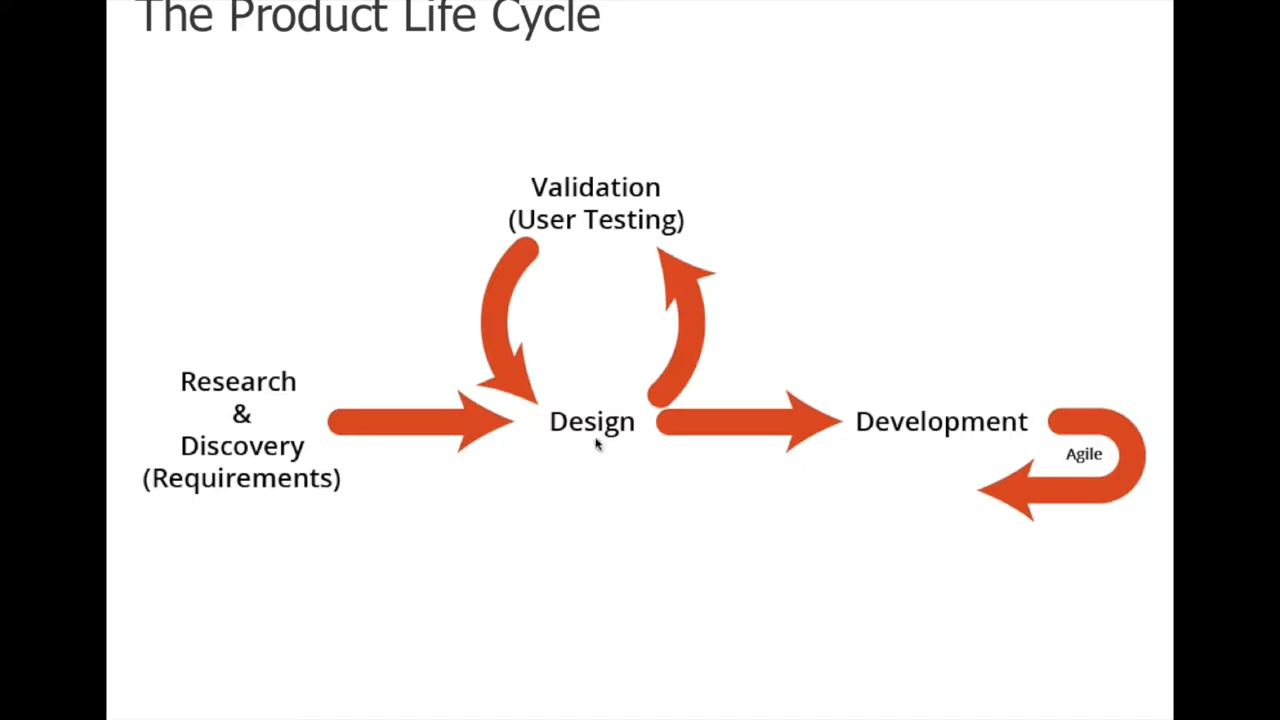 The Product Life Cycle
Validation
(User Testing)
Research
&
Discovery
(Requirements)
Design
Development
Agile